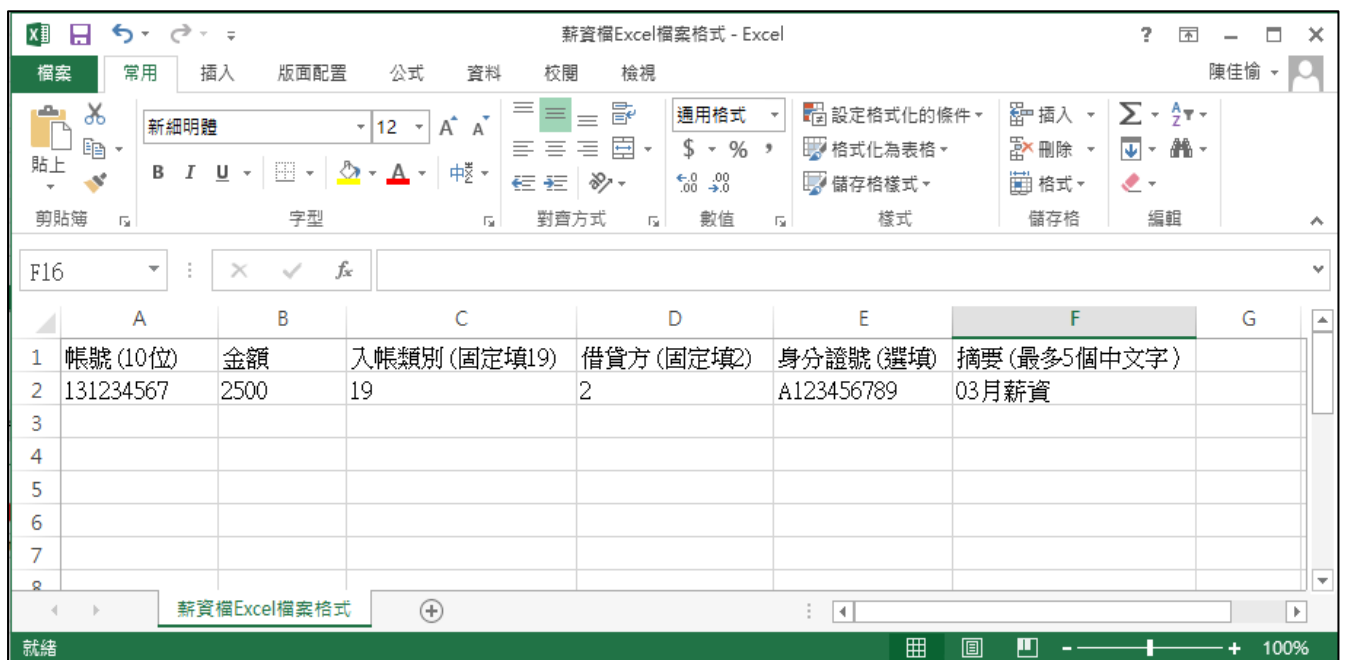 薪資檔Excel檔案格式 - Excel
檔案 常用 插入 版面配置 公式 資料 校閱 檢視 陳佳愉
新細明體 12 A A 通用格式 設定格式化的條件 插入
貼上 B I U A 中 $ % , 格式化為表格 刪除
.0 .00 .00 .0 儲存格樣式 格式
剪貼簿 字型 對齊方式 數值 樣式 儲存格 編輯
F16 fx
A B C D E F G
1 帳號(10位) 金額 入帳類別(固定填19) 借貸方(固定填2) 身分證號(選填) 摘要(最多5個中文字)
2 131234567 2500 19 2 A123456789 03月薪資
3
4
5
6
7
8
薪資檔Excel檔案格式
就緒 100%